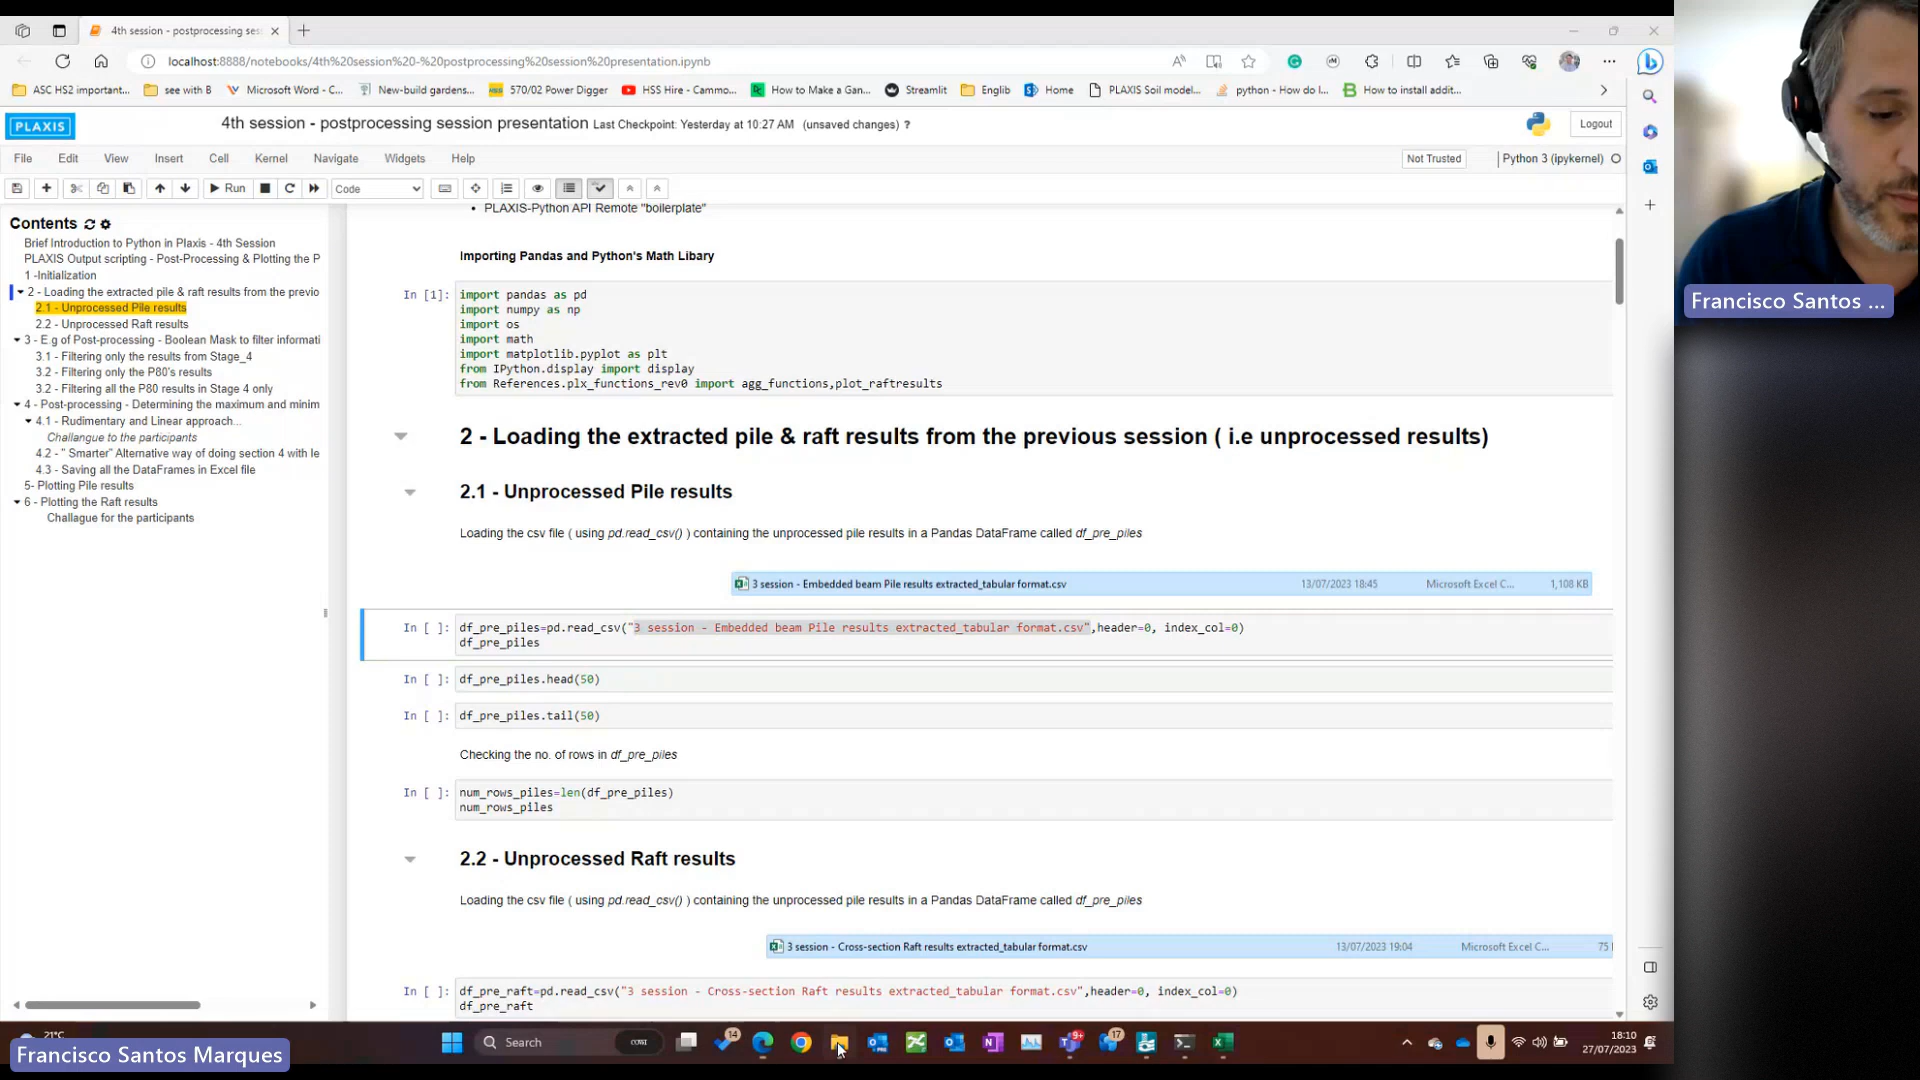 4th session - postprocessing ses
localhost:8888/notebooks/4th%20session%20-%20postprocessing%20session%20presentation.ipynb
ASC HS2 important...
see with B
Microsoft Word - C...
New-build gardens...
570/02 Power Digger
HSS Hire - Cammo...
How to Make a Gan...
Streamlit
Englib
Home
PLAXIS Soil model...
python - How do I...
How to install addit...
PLAXIS
4th session - postprocessing session presentation Last Checkpoint: Yesterday at 10:27 AM (unsaved changes) ?
Logout
File Edit View Insert Cell Kernel Navigate Widgets Help
Not Trusted
Python 3 (ipykernel)
Run
Code
Contents
Brief Introduction to Python in Plaxis - 4th Session
PLAXIS Output scripting - Post-Processing & Plotting the P
1 -Initialization
2 - Loading the extracted pile & raft results from the previo
2.1 - Unprocessed Pile results
2.2 - Unprocessed Raft results
3 - E.g of Post-processing - Boolean Mask to filter informati
3.1 - Filtering only the results from Stage_4
3.2 - Filtering only the P80's results
3.2 - Filtering all the P80 results in Stage 4 only
4 - Post-processing - Determining the maximum and minim
4.1 - Rudimentary and Linear approach...
Challangue to the participants
4.2 - " Smarter" Alternative way of doing section 4 with le
4.3 - Saving all the DataFrames in Excel file
5- Plotting Pile results
6 - Plotting the Raft results
Challague for the participants
• PLAXIS-Python API Remote "boilerplate"
Importing Pandas and Python's Math Libary
In [1]: import pandas as pd
import numpy as np
import os
import math
import matplotlib.pyplot as plt
from IPython.display import display
from References.plx_functions_rev0 import agg_functions,plot_raftresults
2 - Loading the extracted pile & raft results from the previous session ( i.e unprocessed results)
2.1 - Unprocessed Pile results
Loading the csv file ( using pd.read_csv() ) containing the unprocessed pile results in a Pandas DataFrame called df_pre_piles
3 session - Embedded beam Pile results extracted_tabular format.csv 13/07/2023 18:45 Microsoft Excel C... 1,108 KB
In [ ]: df_pre_piles=pd.read_csv("3 session - Embedded beam Pile results extracted_tabular format.csv",header=0, index_col=0)
df_pre_piles
In [ ]: df_pre_piles.head(50)
In [ ]: df_pre_piles.tail(50)
Checking the no. of rows in df_pre_piles
In [ ]: num_rows_piles=len(df_pre_piles)
num_rows_piles
2.2 - Unprocessed Raft results
Loading the csv file ( using pd.read_csv() ) containing the unprocessed pile results in a Pandas DataFrame called df_pre_piles
3 session - Cross-section Raft results extracted_tabular format.csv 13/07/2023 19:04 Microsoft Excel C... 75
In [ ]: df_pre_raft=pd.read_csv("3 session - Cross-section Raft results extracted_tabular format.csv",header=0, index_col=0)
df_pre_raft
Francisco Santos ...
21°C
Francisco Santos Marques
Search
COWI
14
9+
17
18:10
27/07/2023